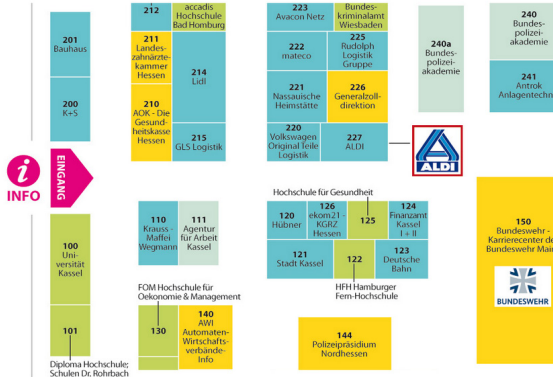 201
Bauhaus
200
K+S
212
accadis
Hochschule
Bad Homburg
211
Landes-
zahnärzte-
kammer
Hessen
210
AOK - Die
Gesund-
heitskasse
Hessen
214
Lidl
215
GLS Logistik
223
Avacon Netz
Bundes-
kriminalamt
Wiesbaden
222
mateco
225
Rudolph
Logistik
Gruppe
221
Nassauische
Heimstätte
226
Generalzoll-
direktion
220
Volkswagen
Original Teile
Logistik
227
ALDI
ALDI
240a
Bundes-
polizei-
akademie
240
Bundes-
polizei-
akademie
241
Antrok
Anlagentechn
i
INFO
EINGANG
100
Uni-
versität
Kassel
101
Diploma Hochschule;
Schulen Dr. Rohrbach
110
Krauss -
Maffei
Wegmann
111
Agentur
für Arbeit
Kassel
FOM Hochschule für
Oekonomie & Management
130
140
AWI
Automaten-
Wirtschafts-
verbände-
Info
Hochschule für Gesundheit
120
Hübner
126
ekom21 -
KGRZ
Hessen
125
124
Finanzamt
Kassel
I + II
121
Stadt Kassel
122
123
Deutsche
Bahn
HFH Hamburger
Fern-Hochschule
144
Polizeipräsidium
Nordhessen
150
Bundeswehr -
Karrierecenter de
Bundeswehr Main
BUNDESWEHR